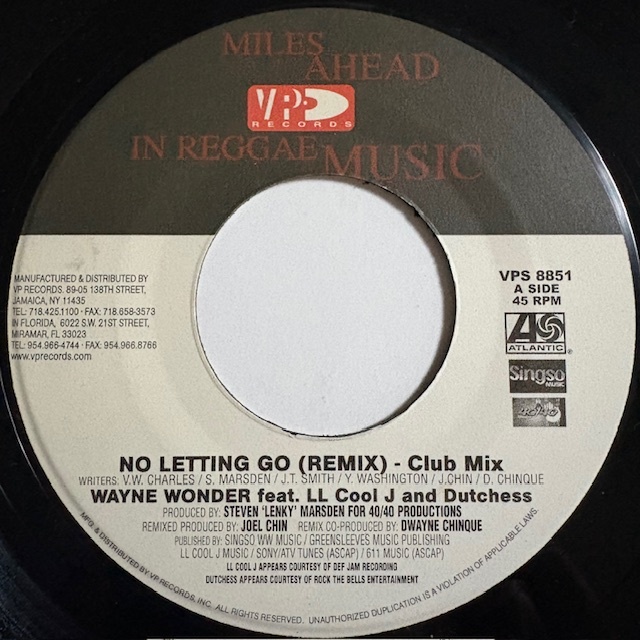 MILES
AHEAD
VP
RECORDS
IN REGGAE MUSIC
MANUFACTURED & DISTRIBUTED BY
VP RECORDS. 89-05 138TH STREET,
JAMAICA, NY 11435
TEL: 718.425.1100 · FAX: 718.658-3573
IN FLORIDA, 6022 S.W. 21ST STREET,
MIRAMAR, FL 33023
TEL: 954.966-4744 · FAX: 954.966.8766
www.vprecords.com
VPS 8851
A SIDE
45 RPM
ATLANTIC®
Singso
MUSIC
40/40
NO LETTING GO (REMIX) - Club Mix
WRITERS: V.W. CHARLES / S. MARSDEN / J.T. SMITH / Y. WASHINGTON / J.CHIN / D. CHINQUE
WAYNE WONDER feat. LL Cool J and Dutchess
PRODUCED BY: STEVEN 'LENKY' MARSDEN FOR 40/40 PRODUCTIONS
REMIXED PRODUCED BY: JOEL CHIN REMIX CO-PRODUCED BY: DWAYNE CHINQUE
PUBLISHED BY: SINGSO WW MUSIC / GREENSLEEVES MUSIC PUBLISHING
LL COOL J MUSIC / SONY/ATV TUNES (ASCAP) / 611 MUSIC (ASCAP)
LL COOL J APPEARS COURTESY OF DEF JAM RECORDING
DUTCHESS APPEARS COURTESY OF ROCK THE BELLS ENTERTAINMENT
MFG. & DISTRIBUTED BY VP RECORDS, INC. ALL RIGHTS RESERVED. UNAUTHORIZED DUPLICATION IS A VIOLATION OF APPLICABLE LAWS.